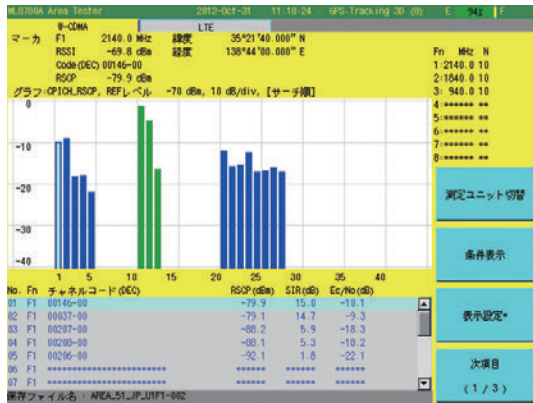 ML8780A Area Tester 2012-Oct-31 11:18:24 GPS:Tracking 3D (8) E 94% F
W-CDMA LTE
マーカ F1 2140.0 MHz 緯度 35°21'40.000" N
RSSI -69.8 dBm 経度 138°44'00.000" E
Code(DEC) 00146-00
RSCP -79.9 dBm
グラフ:CPICH_RSCP, REFレベル -70 dBm, 10 dB/div, 【サーチ順】
Fn MHz N
1:2140.0 10
2:1840.0 10
3: 940.0 10
4:****** **
5:****** **
6:****** **
7:****** **
8:****** **
0
-10
-20
-30
-40
1 5 10 15 20 25 30 35 40
No. Fn チャネルコード(DEC) RSCP(dBm) SIR(dB) Ec/No(dB)
01 F1 00146-00 -79.9 15.0 -10.1
02 F1 00037-00 -79.1 14.7 -9.3
03 F1 00207-00 -88.2 5.9 -18.3
04 F1 00208-00 -88.1 5.3 -18.2
05 F1 00206-00 -92.1 1.8 -22.1
06 F1 ****************************** ****** ****** ******
07 F1 ****************************** ****** ****** ******
保存ファイル名 : AREA_51_JP_U1F1-002
測定ユニット切替
条件表示
表示設定*
次項目
(1/3)